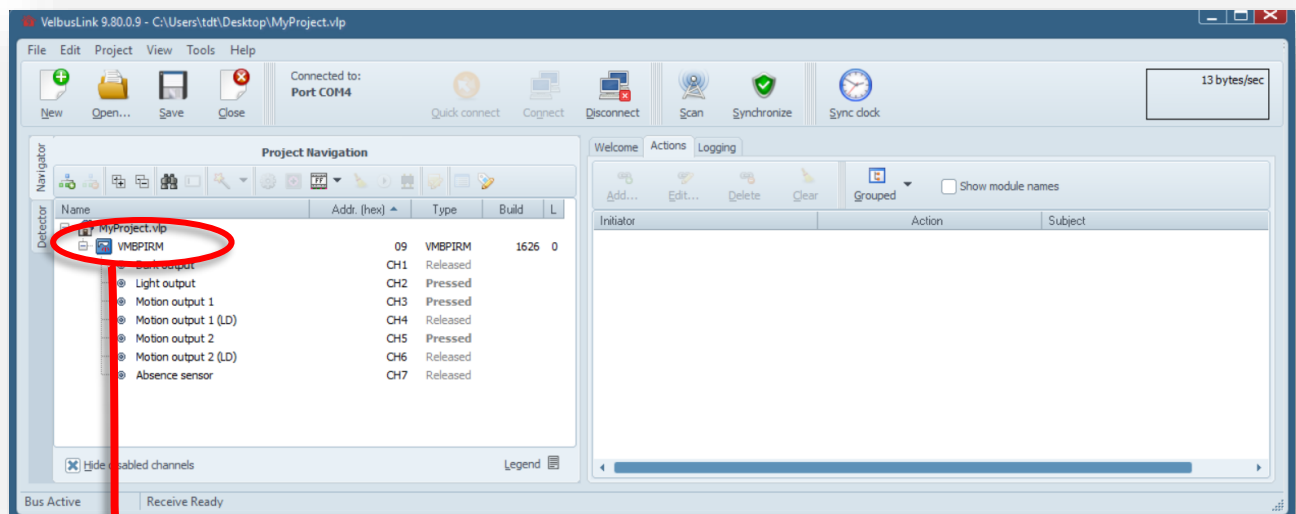 VelbusLink 9.80.0.9 - C:\Users\tdt\Desktop\MyProject.vlp
File Edit Project View Tools Help
New Open... Save Close
Connected to:
Port COM4
Quick connect Connect Disconnect Scan Synchronize Sync clock
13 bytes/sec
Navigator
Detector
Project Navigation
Name Addr. (hex) Type Build L
MyProject.vlp
VMBPIRM 09 VMBPIRM 1626 0
Dark output CH1 Released
Light output CH2 Pressed
Motion output 1 CH3 Pressed
Motion output 1 (LD) CH4 Released
Motion output 2 CH5 Pressed
Motion output 2 (LD) CH6 Released
Absence sensor CH7 Released
Hide disabled channels Legend
Welcome Actions Logging
Add... Edit... Delete Clear Grouped Show module names
Initiator Action Subject
Bus Active Receive Ready